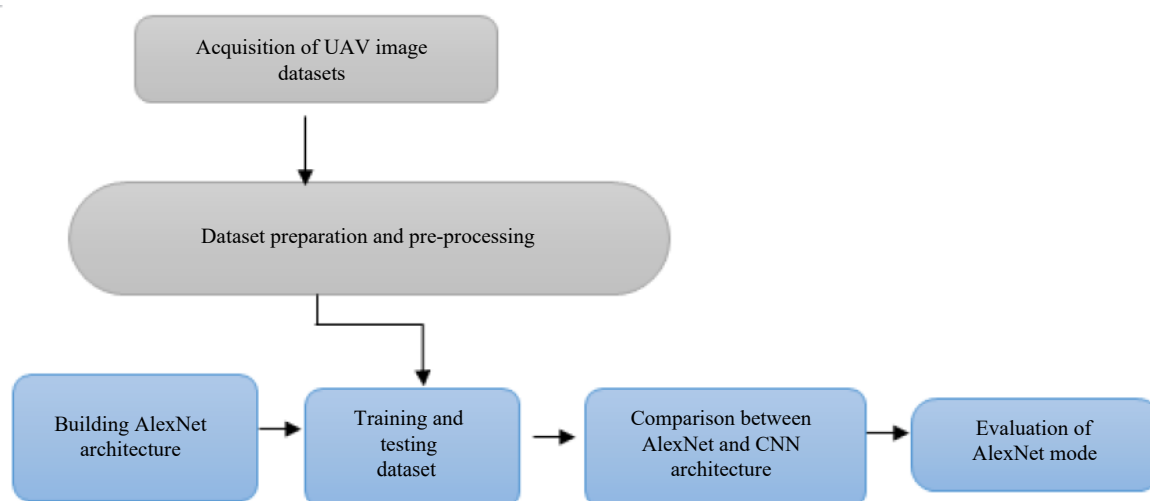 Acquisition of UAV image
datasets
Dataset preparation and pre-processing
Building AlexNet
architecture
Training and
testing
dataset
Comparison between
AlexNet and CNN
architecture
Evaluation of
AlexNet mode